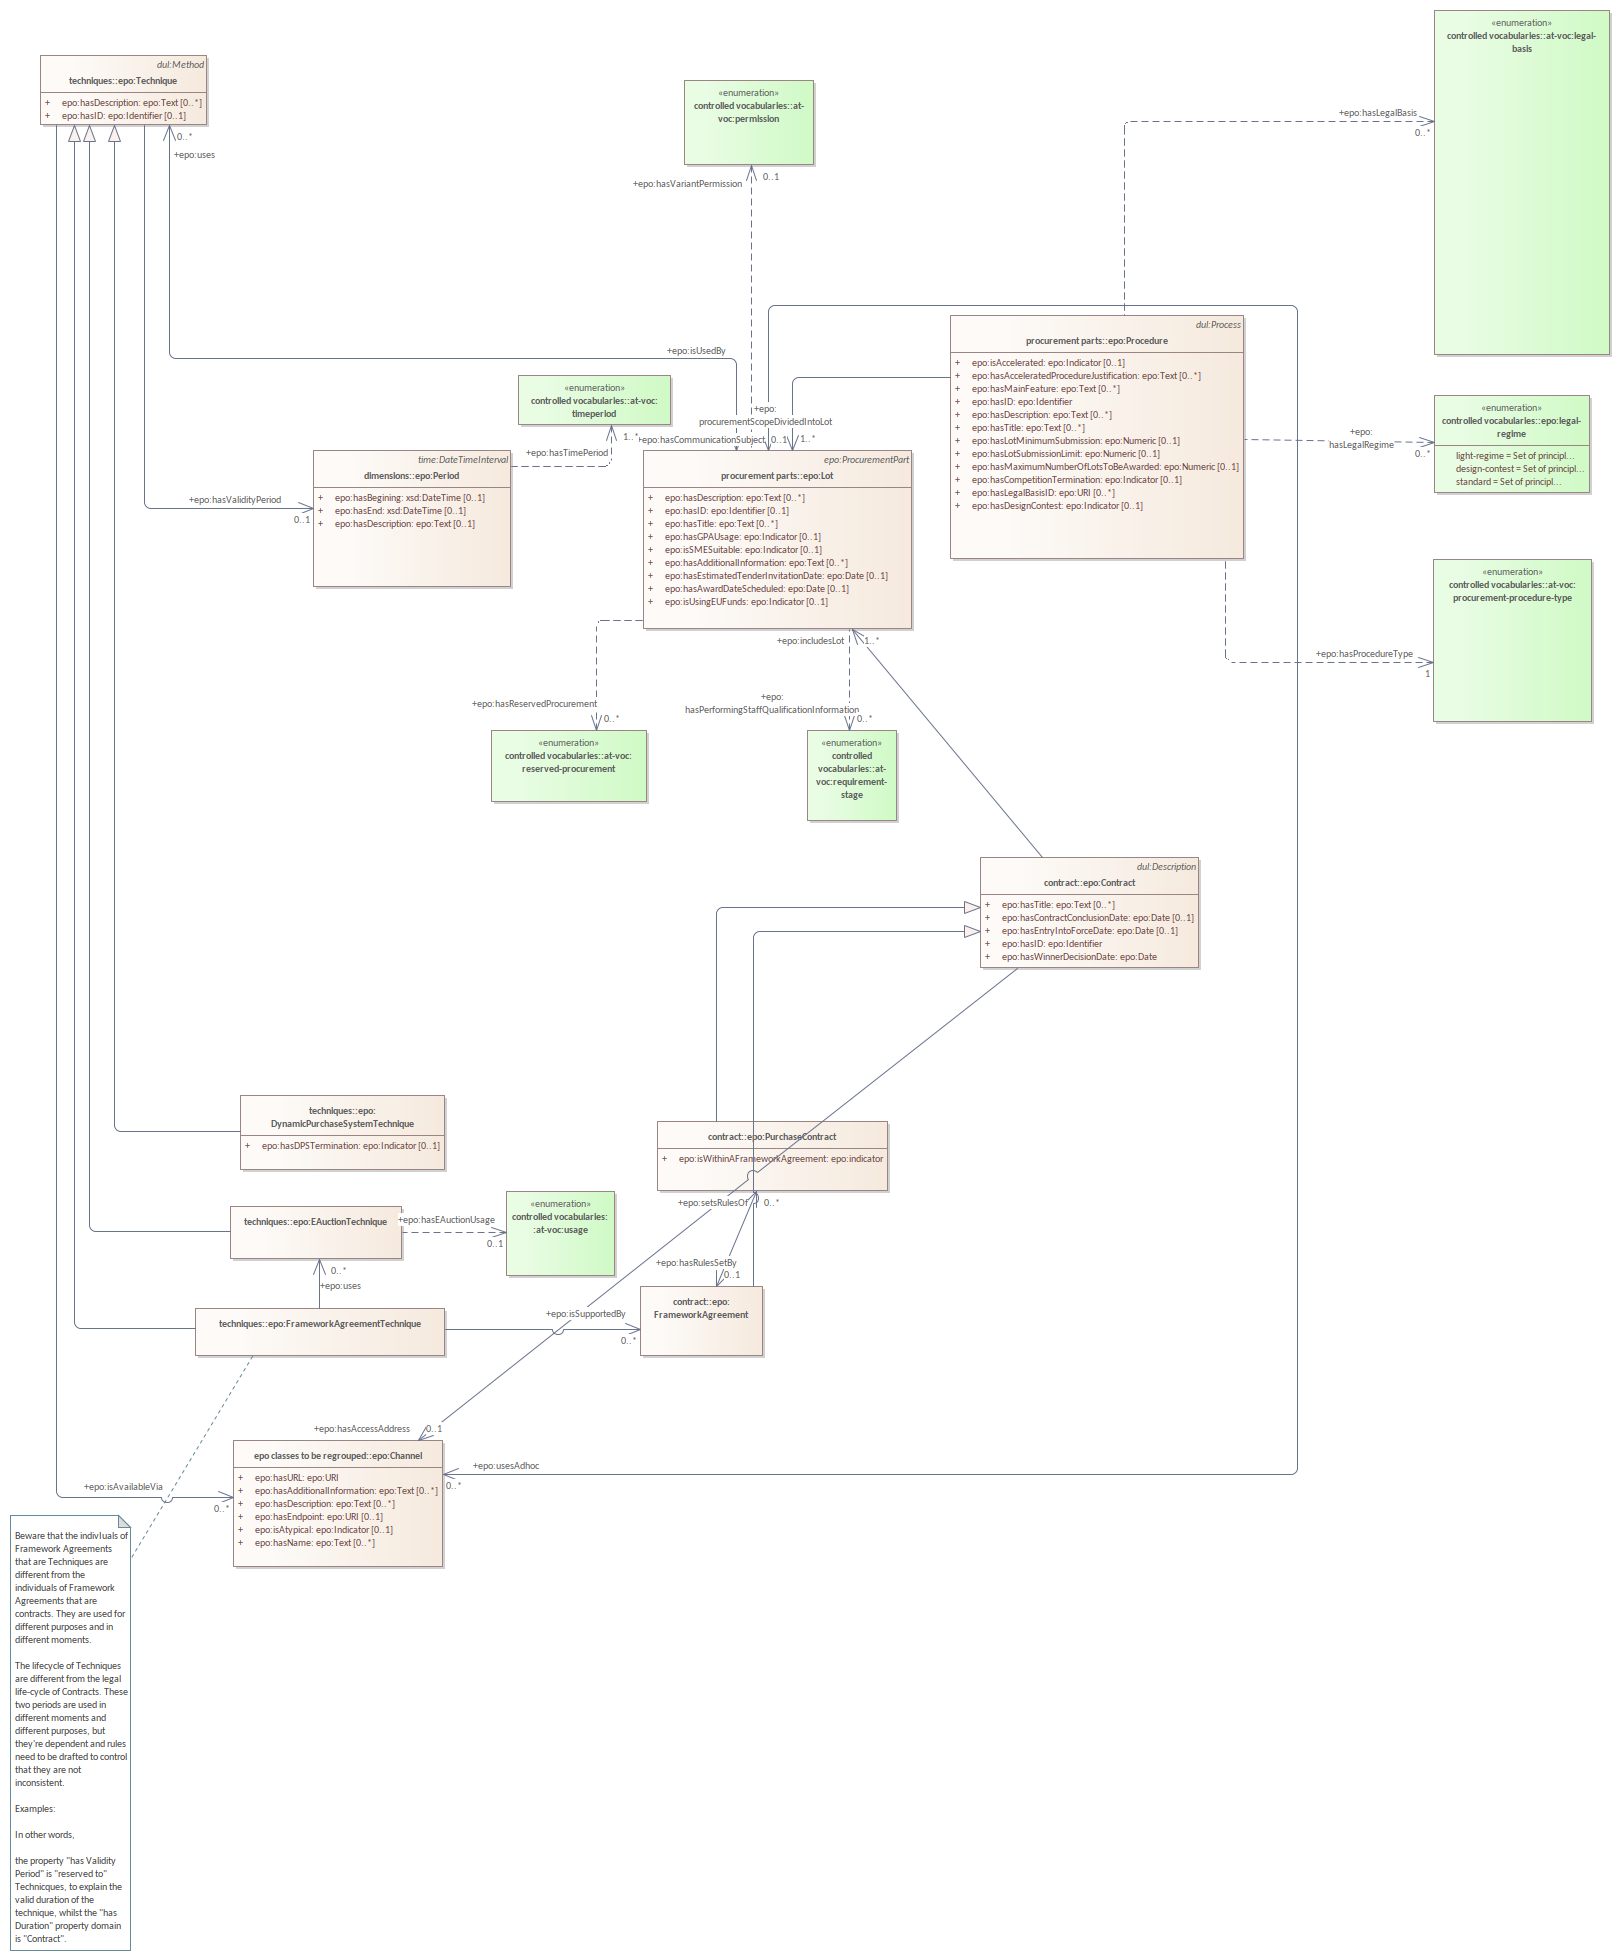 dul:Method
techniques::epo:Technique
+ epo:hasDescription: epo:Text [0..*]
+ epo:hasID: epo:Identifier [0..1]
0..*
+epo:uses
«enumeration»
controlled vocabularies::at-
voc:permission
+epo:hasVariantPermission
0..1
«enumeration»
controlled vocabularies::at-voc:legal-
basis
+epo:hasLegalBasis
0..*
dul:Process
procurement parts::epo:Procedure
+ epo:isAccelerated: epo:Indicator [0..1]
+ epo:hasAcceleratedProcedureJustification: epo:Text [0..*]
+ epo:hasMainFeature: epo:Text [0..*]
+ epo:hasID: epo:Identifier
+ epo:hasDescription: epo:Text [0..*]
+ epo:hasTitle: epo:Text [0..*]
+ epo:hasLotMinimumSubmission: epo:Numeric [0..1]
+ epo:hasLotSubmissionLimit: epo:Numeric [0..1]
+ epo:hasMaximumNumberOfLotsToBeAwarded: epo:Numeric [0..1]
+ epo:hasCompetitionTermination: epo:Indicator [0..1]
+ epo:hasLegalBasisID: epo:URI [0..*]
+ epo:hasDesignContest: epo:Indicator [0..1]
+epo:isUsedBy
«enumeration»
controlled vocabularies::at-voc:
timeperiod
1..*
+epo:hasTimePeriod
+epo:
procurementScopeDividedIntoLot
+epo:hasCommunicationSubject
0..1
1..*
«enumeration»
controlled vocabularies::epo:legal-
regime
light-regime = Set of principl...
design-contest = Set of principl...
standard = Set of principl...
+epo:
hasLegalRegime
0..*
time:DateTimeInterval
dimensions::epo:Period
+ epo:hasBegining: xsd:DateTime [0..1]
+ epo:hasEnd: xsd:DateTime [0..1]
+ epo:hasDescription: epo:Text [0..1]
+epo:hasValidityPeriod
0..1
epo:ProcurementPart
procurement parts::epo:Lot
+ epo:hasDescription: epo:Text [0..*]
+ epo:hasID: epo:Identifier [0..1]
+ epo:hasTitle: epo:Text [0..*]
+ epo:hasGPAUsage: epo:Indicator [0..1]
+ epo:isSMESuitable: epo:Indicator [0..1]
+ epo:hasAdditionalInformation: epo:Text [0..*]
+ epo:hasEstimatedTenderInvitationDate: epo:Date [0..1]
+ epo:hasAwardDateScheduled: epo:Date [0..1]
+ epo:isUsingEUFunds: epo:Indicator [0..1]
«enumeration»
controlled vocabularies::at-voc:
procurement-procedure-type
+epo:hasProcedureType
1
+epo:includesLot
1..*
+epo:hasReservedProcurement
0..*
+epo:
hasPerformingStaffQualificationInformation
0..*
«enumeration»
controlled vocabularies::at-voc:
reserved-procurement
«enumeration»
controlled
vocabularies::at-
voc:requirement-
stage
dul:Description
contract::epo:Contract
+ epo:hasTitle: epo:Text [0..*]
+ epo:hasContractConclusionDate: epo:Date [0..1]
+ epo:hasEntryIntoForceDate: epo:Date [0..1]
+ epo:hasID: epo:Identifier
+ epo:hasWinnerDecisionDate: epo:Date
techniques::epo:
DynamicPurchaseSystemTechnique
+ epo:hasDPSTermination: epo:Indicator [0..1]
contract::epo:PurchaseContract
+ epo:isWithinAFrameworkAgreement: epo:indicator
+epo:setsRulesOf
0..*
techniques::epo:EAuctionTechnique
+epo:hasEAuctionUsage
0..1
«enumeration»
controlled vocabularies:
:at-voc:usage
+epo:hasRulesSetBy
0..1
0..*
+epo:uses
contract::epo:
FrameworkAgreement
techniques::epo:FrameworkAgreementTechnique
+epo:isSupportedBy
0..*
+epo:hasAccessAddress
0..1
epo classes to be regrouped::epo:Channel
+ epo:hasURL: epo:URI
+ epo:hasAdditionalInformation: epo:Text [0..*]
+ epo:hasDescription: epo:Text [0..*]
+ epo:hasEndpoint: epo:URI [0..1]
+ epo:isAtypical: epo:Indicator [0..1]
+ epo:hasName: epo:Text [0..*]
+epo:usesAdhoc
0..*
+epo:isAvailableVia
0..*
Beware that the indivIuals of
Framework Agreements
that are Techniques are
different from the
individuals of Framework
Agreements that are
contracts. They are used for
different purposes and in
different moments.
The lifecycle of Techniques
are different from the legal
life-cycle of Contracts. These
two periods are used in
different moments and
different purposes, but
they're dependent and rules
need to be drafted to control
that they are not
inconsistent.
Examples:
In other words,
the property "has Validity
Period" is "reserved to"
Technicques, to explain the
valid duration of the
technique, whilst the "has
Duration" property domain
is "Contract".